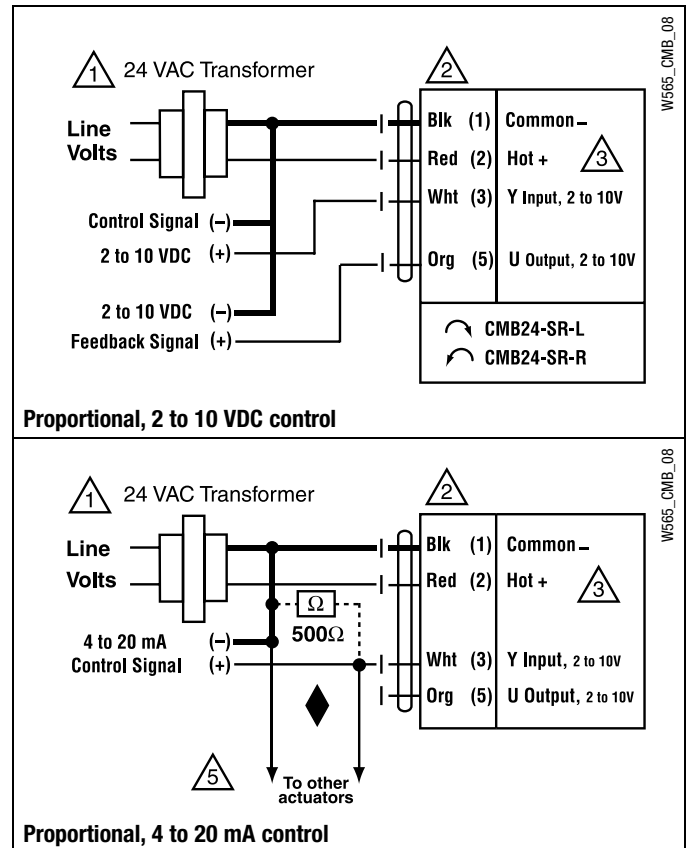 W565_CMB_08
1 24 VAC Transformer
2
Line
Volts
Blk (1) Common –
Red (2) Hot + 3
Wht (3) Y Input, 2 to 10V
Control Signal (–)
2 to 10 VDC (+)
Org (5) U Output, 2 to 10V
2 to 10 VDC (–)
Feedback Signal (+)
CMB24-SR-L
CMB24-SR-R
Proportional, 2 to 10 VDC control
W565_CMB_08
1 24 VAC Transformer
2
Line
Volts
Blk (1) Common –
Red (2) Hot + 3
Ω
500Ω
4 to 20 mA (–)
Control Signal (+)
Wht (3) Y Input, 2 to 10V
Org (5) U Output, 2 to 10V
5
To other
actuators
Proportional, 4 to 20 mA control